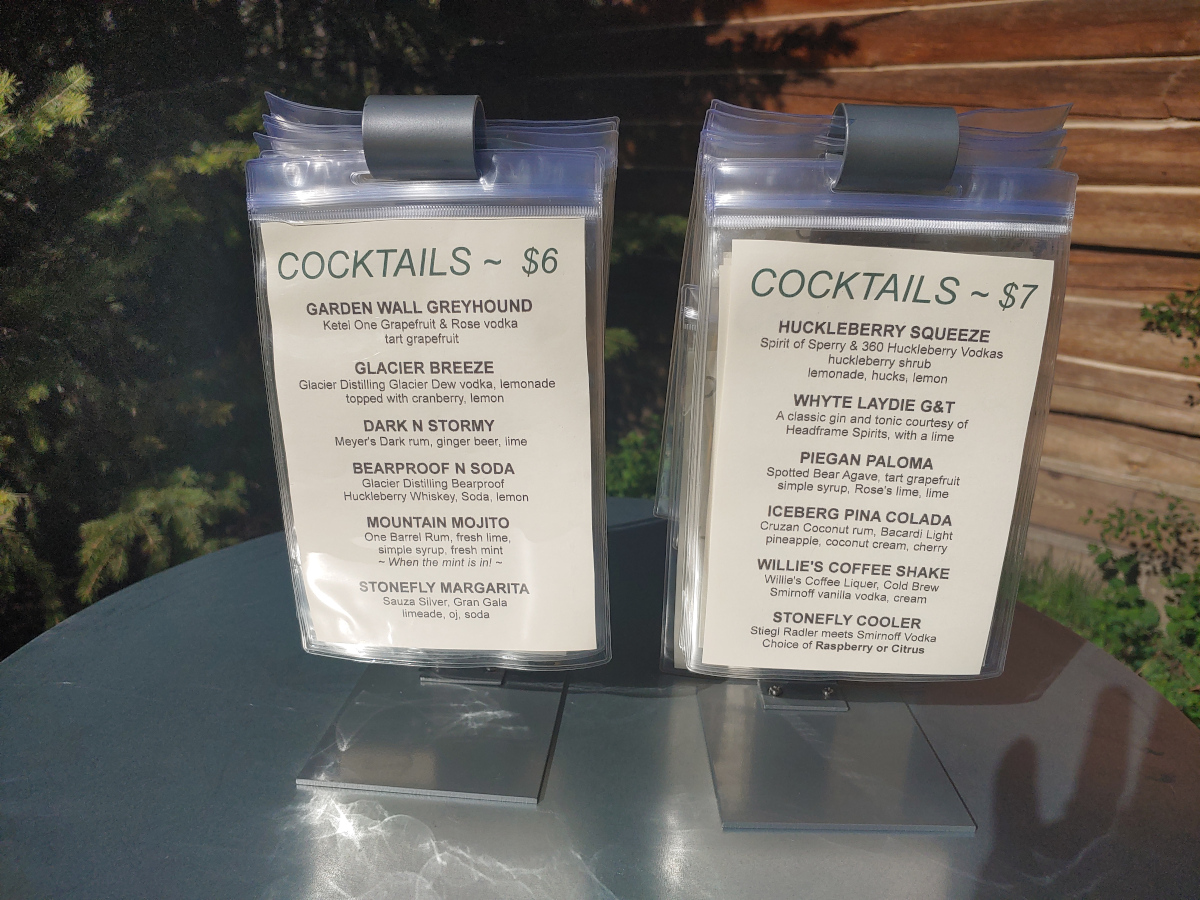 COCKTAILS ~ $6
GARDEN WALL GREYHOUND
Ketel One Grapefruit & Rose vodka
tart grapefruit
GLACIER BREEZE
Glacier Distilling Glacier Dew vodka, lemonade
topped with cranberry, lemon
DARK N STORMY
Meyer's Dark rum, ginger beer, lime
BEARPROOF N SODA
Glacier Distilling Bearproof
Huckleberry Whiskey, Soda, lemon
MOUNTAIN MOJITO
One Barrel Rum, fresh lime,
simple syrup, fresh mint
~ When the mint is in! ~
STONEFLY MARGARITA
Sauza Silver, Gran Gala
limeade, oj, soda
COCKTAILS ~ $7
HUCKLEBERRY SQUEEZE
Spirit of Sperry & 360 Huckleberry Vodkas
huckleberry shrub
lemonade, hucks, lemon
WHYTE LAYDIE G&T
A classic gin and tonic courtesy of
Headframe Spirits, with a lime
PIEGAN PALOMA
Spotted Bear Agave, tart grapefruit
simple syrup, Rose's lime, lime
ICEBERG PINA COLADA
Cruzan Coconut rum, Bacardi Light
pineapple, coconut cream, cherry
WILLIE'S COFFEE SHAKE
Willie's Coffee Liquer, Cold Brew
Smirnoff vanilla vodka, cream
STONEFLY COOLER
Stiegl Radler meets Smirnoff Vodka
Choice of Raspberry or Citrus